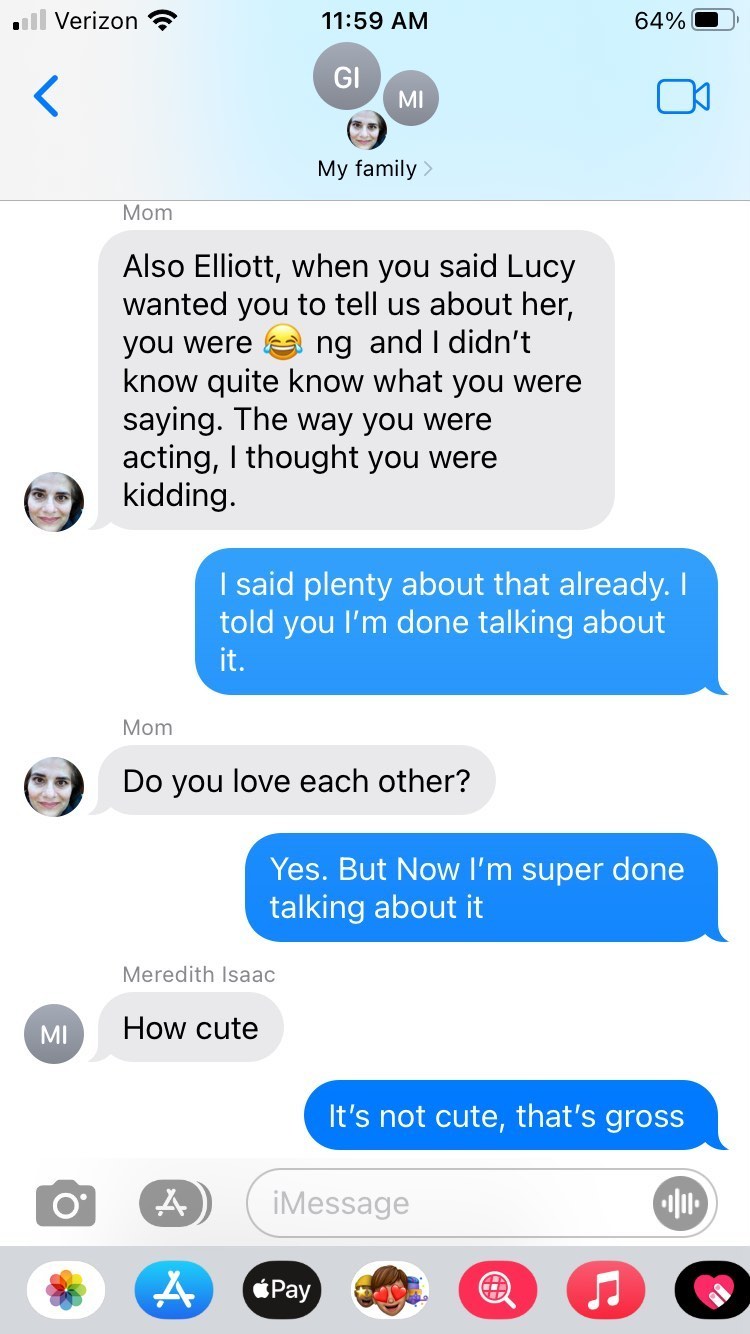 Verizon 11:59 AM 64%
GI
MI
My family
Mom
Also Elliott, when you said Lucy
wanted you to tell us about her,
you were 😂 ng and I didn’t
know quite know what you were
saying. The way you were
acting, I thought you were
kidding.
I said plenty about that already. I
told you I’m done talking about
it.
Mom
Do you love each other?
Yes. But Now I’m super done
talking about it
Meredith Isaac
MI
How cute
It’s not cute, that’s gross
iMessage
Pay